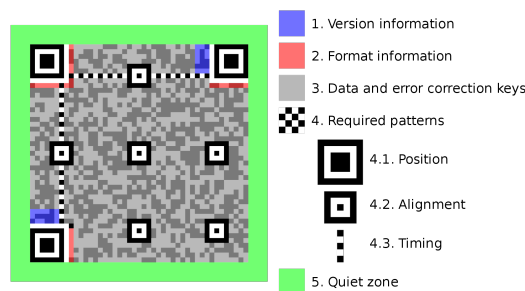 1. Version information
2. Format information
3. Data and error correction keys
4. Required patterns
4.1. Position
4.2. Alignment
4.3. Timing
5. Quiet zone